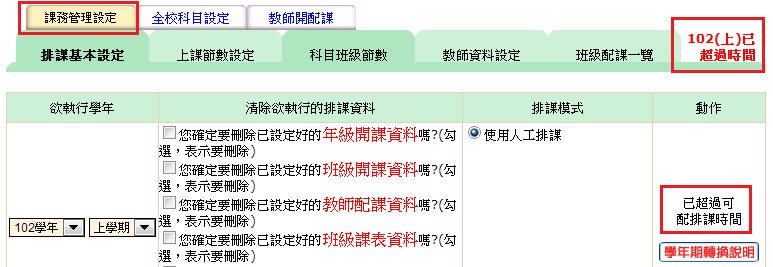 課務管理設定 全校科目設定 教師開配課
排課基本設定 上課節數設定 科目班級節數 教師資料設定 班級配課一覽 102(上)已
超過時間
欲執行學年 清除欲執行的排課資料 排課模式 動作
您確定要刪除已設定好的年級開課資料嗎?(勾
選，表示要刪除)
使用人工排課
您確定要刪除已設定好的班級開課資料嗎?(勾
選，表示要刪除)
您確定要刪除已設定好的教師配課資料嗎?(勾
選，表示要刪除)
已超過可
配排課時間
102學年 上學期
您確定要刪除已設定好的班級課表資料嗎?(勾
選，表示要刪除)
學年期轉換說明